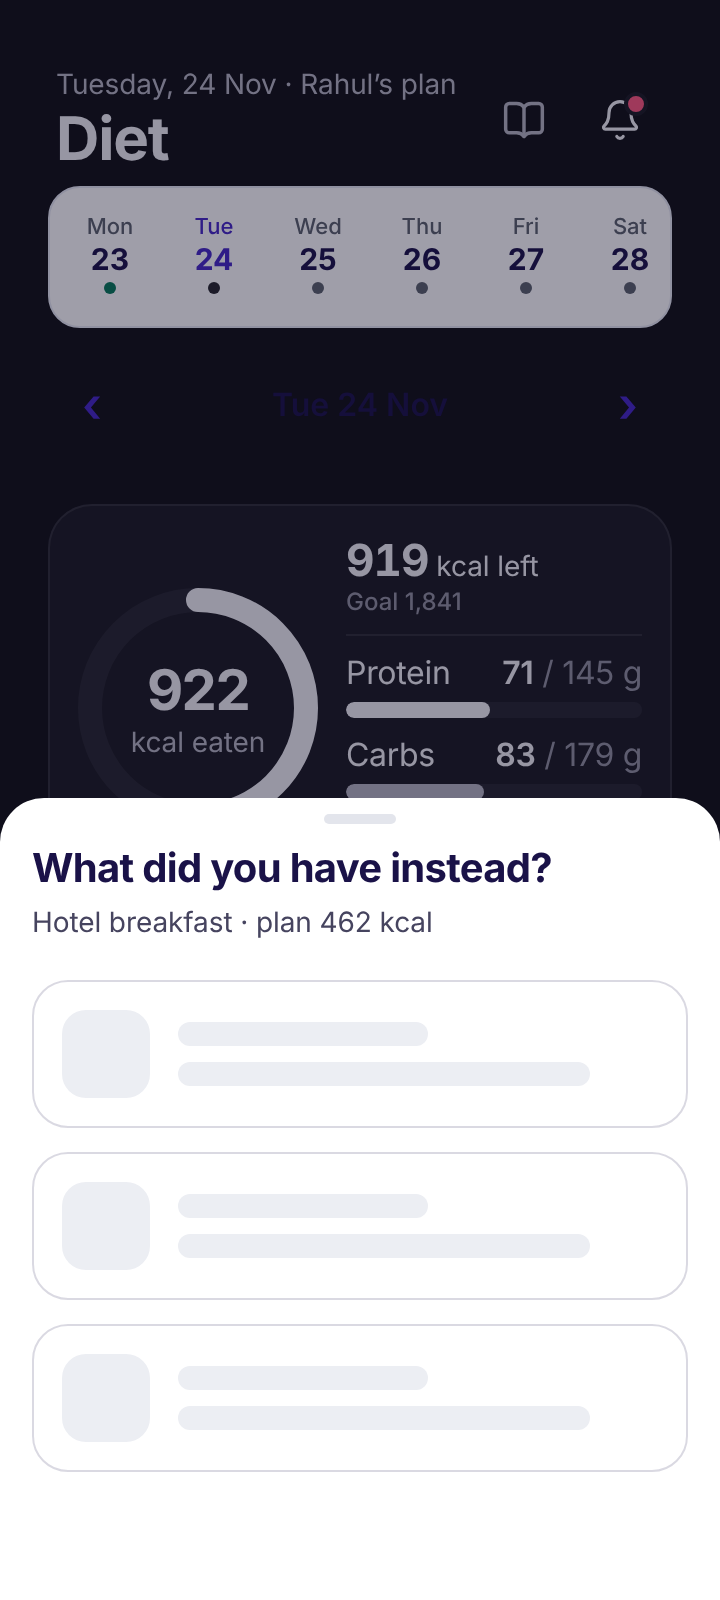 Tuesday, 24 Nov · Rahul’s plan
Diet
Mon Tue Wed Thu Fri Sat
23 24 25 26 27 28
Tue 24 Nov
919 kcal left
Goal 1,841
922
kcal eaten
Protein 71 / 145 g
Carbs 83 / 179 g
What did you have instead?
Hotel breakfast · plan 462 kcal